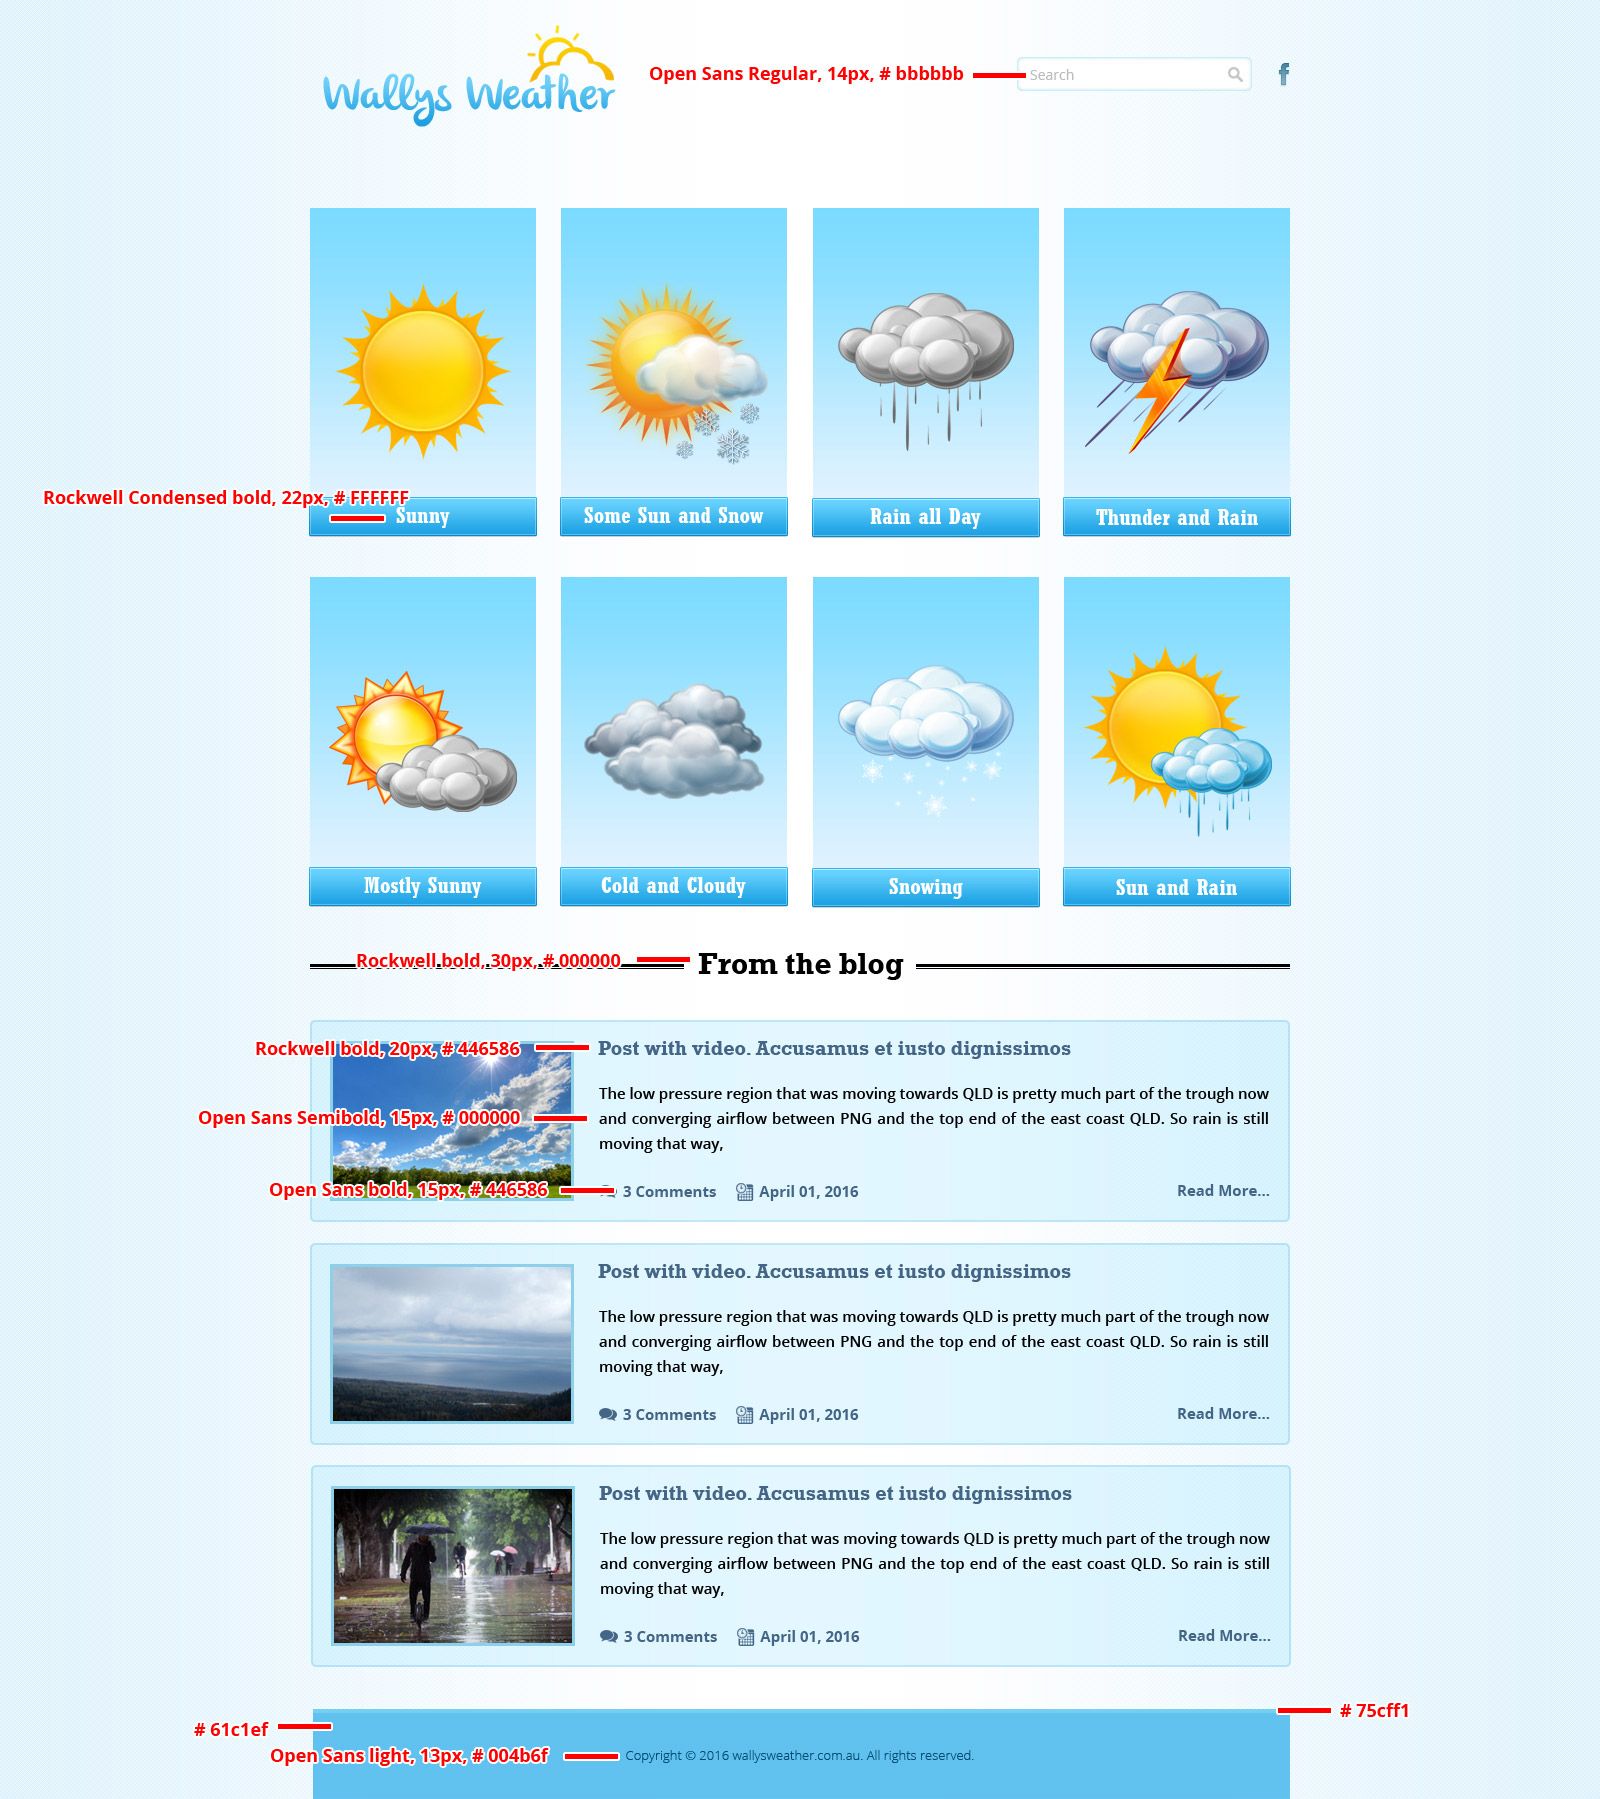 Wallys Weather
Open Sans Regular, 14px, # bbbbbb
Search
f
Rockwell Condensed bold, 22px, # FFFFFF
Sunny
Some Sun and Snow
Rain all Day
Thunder and Rain
Mostly Sunny
Cold and Cloudy
Snowing
Sun and Rain
Rockwell bold, 30px, # 000000
From the blog
Rockwell bold, 20px, # 446586
Post with video. Accusamus et iusto dignissimos
Open Sans Semibold, 15px, # 000000
The low pressure region that was moving towards QLD is pretty much part of the trough now
and converging airflow between PNG and the top end of the east coast QLD. So rain is still
moving that way,
Open Sans bold, 15px, # 446586
3 Comments
April 01, 2016
Read More...
Post with video. Accusamus et iusto dignissimos
The low pressure region that was moving towards QLD is pretty much part of the trough now
and converging airflow between PNG and the top end of the east coast QLD. So rain is still
moving that way,
3 Comments
April 01, 2016
Read More...
Post with video. Accusamus et iusto dignissimos
The low pressure region that was moving towards QLD is pretty much part of the trough now
and converging airflow between PNG and the top end of the east coast QLD. So rain is still
moving that way,
3 Comments
April 01, 2016
Read More...
# 75cff1
# 61c1ef
Open Sans light, 13px, # 004b6f
Copyright © 2016 wallysweather.com.au. All rights reserved.